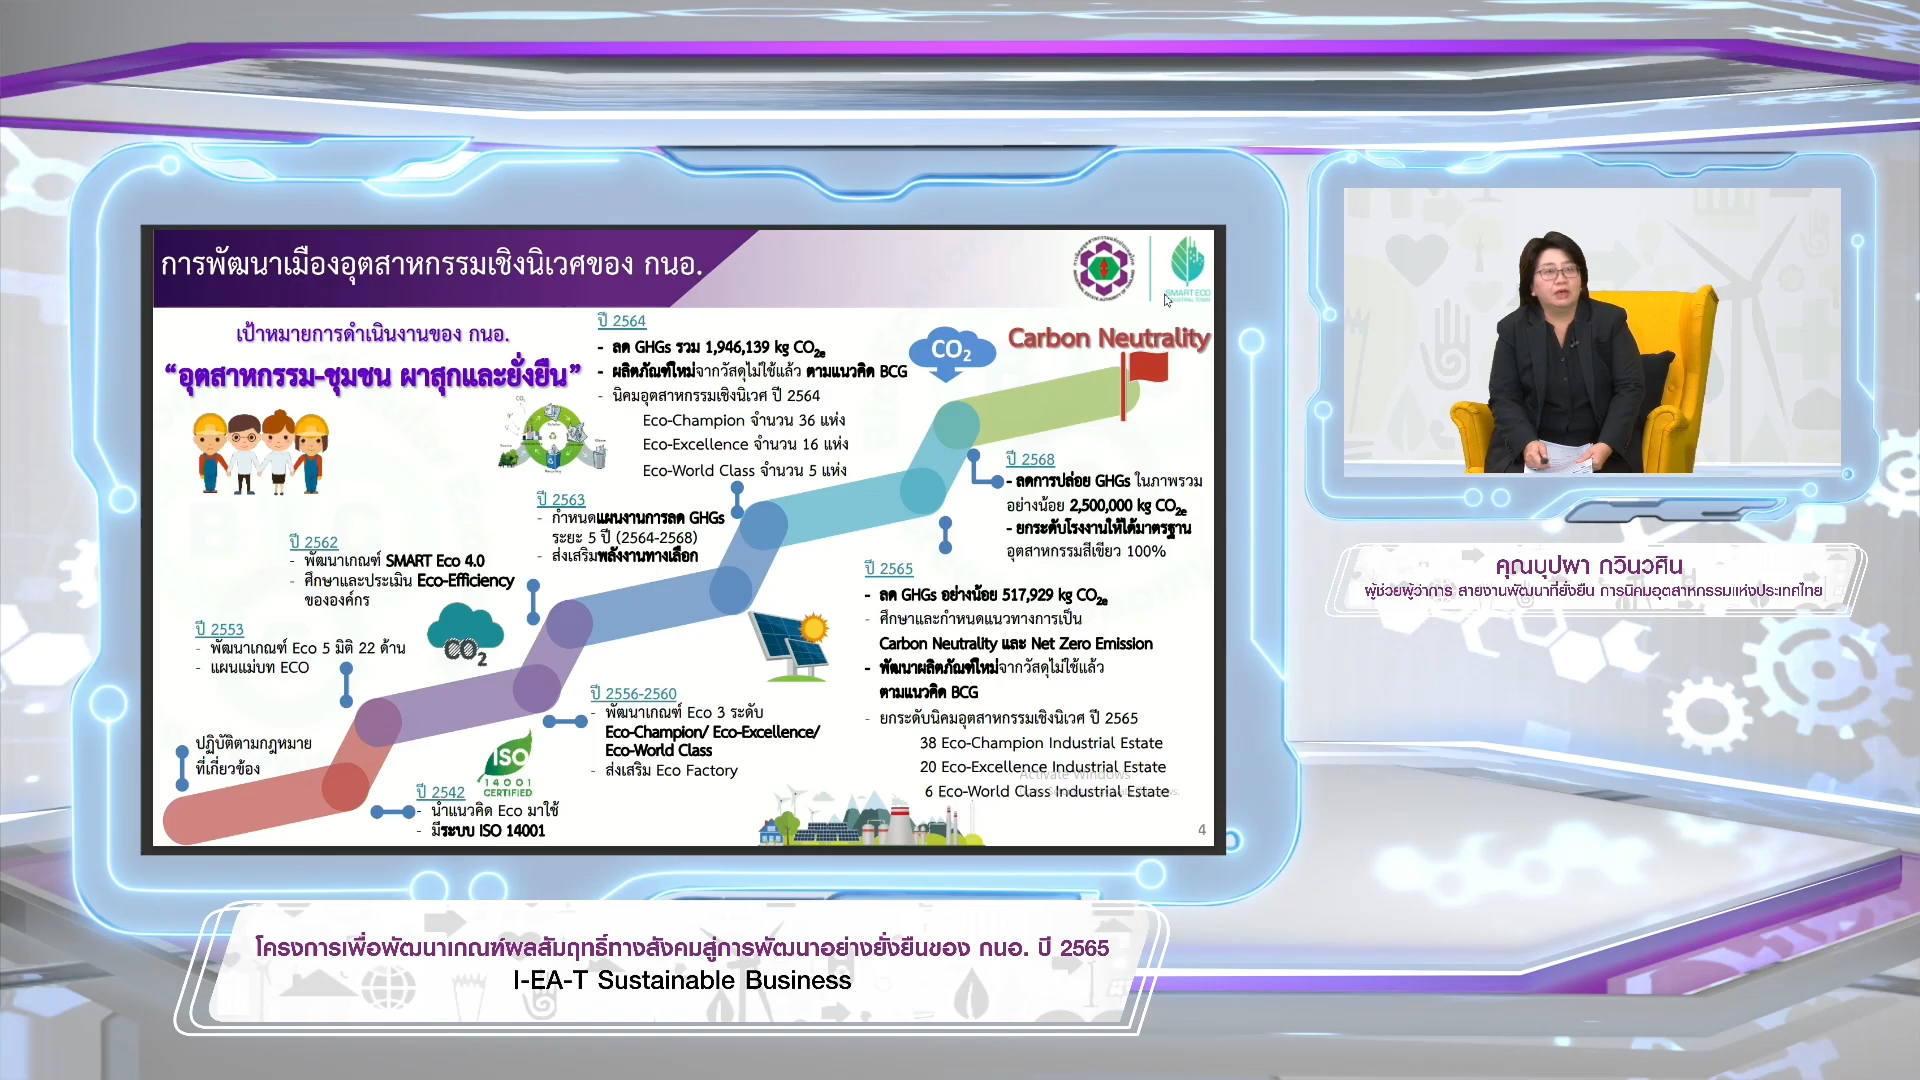 การพัฒนาเมืองอุตสาหกรรมเชิงนิเวศของ กนอ.
SMART ECO
เป้าหมายการดำเนินงานของ กนอ.
“อุตสาหกรรม-ชุมชน ผาสุกและยั่งยืน”
ปี 2564
- ลด GHGs รวม 1,946,139 kg CO2e
- ผลิตภัณฑ์ใหม่จากวัสดุไม่ใช้แล้ว ตามแนวคิด BCG
- นิคมอุตสาหกรรมเชิงนิเวศ ปี 2564
Eco-Champion จำนวน 36 แห่ง
Eco-Excellence จำนวน 16 แห่ง
Eco-World Class จำนวน 5 แห่ง
CO2
Carbon Neutrality
ปี 2568
- ลดการปล่อย GHGs ในภาพรวม
อย่างน้อย 2,500,000 kg CO2e
- ยกระดับโรงงานให้ได้มาตรฐาน
อุตสาหกรรมสีเขียว 100%
ปี 2563
- กำหนดแผนงานการลด GHGs
ระยะ 5 ปี (2564-2568)
- ส่งเสริมพลังงานทางเลือก
ปี 2562
- พัฒนาเกณฑ์ SMART Eco 4.0
- ศึกษาและประเมิน Eco-Efficiency
ขององค์กร
CO2
ปี 2553
- พัฒนาเกณฑ์ Eco 5 มิติ 22 ด้าน
- แผนแม่บท ECO
ปี 2565
- ลด GHGs อย่างน้อย 517,929 kg CO2e
- ศึกษาและกำหนดแนวทางการเป็น
Carbon Neutrality และ Net Zero Emission
- พัฒนาผลิตภัณฑ์ใหม่จากวัสดุไม่ใช้แล้ว
ตามแนวคิด BCG
- ยกระดับนิคมอุตสาหกรรมเชิงนิเวศ ปี 2565
38 Eco-Champion Industrial Estate
20 Eco-Excellence Industrial Estate
6 Eco-World Class Industrial Estate
Activate Windows
ปี 2556-2560
- พัฒนาเกณฑ์ Eco 3 ระดับ
Eco-Champion/ Eco-Excellence/
Eco-World Class
- ส่งเสริม Eco Factory
ปฏิบัติตามกฎหมาย
ที่เกี่ยวข้อง
ISO
14001
CERTIFIED
ปี 2542
- นำแนวคิด Eco มาใช้
- มีระบบ ISO 14001
4
คุณบุปผา กวินวศิน
ผู้ช่วยผู้ว่าการ สายงานพัฒนาที่ยั่งยืน การนิคมอุตสาหกรรมแห่งประเทศไทย
โครงการเพื่อพัฒนาเกณฑ์ผลสัมฤทธิ์ทางสังคมสู่การพัฒนาอย่างยั่งยืนของ กนอ. ปี 2565
I-EA-T Sustainable Business